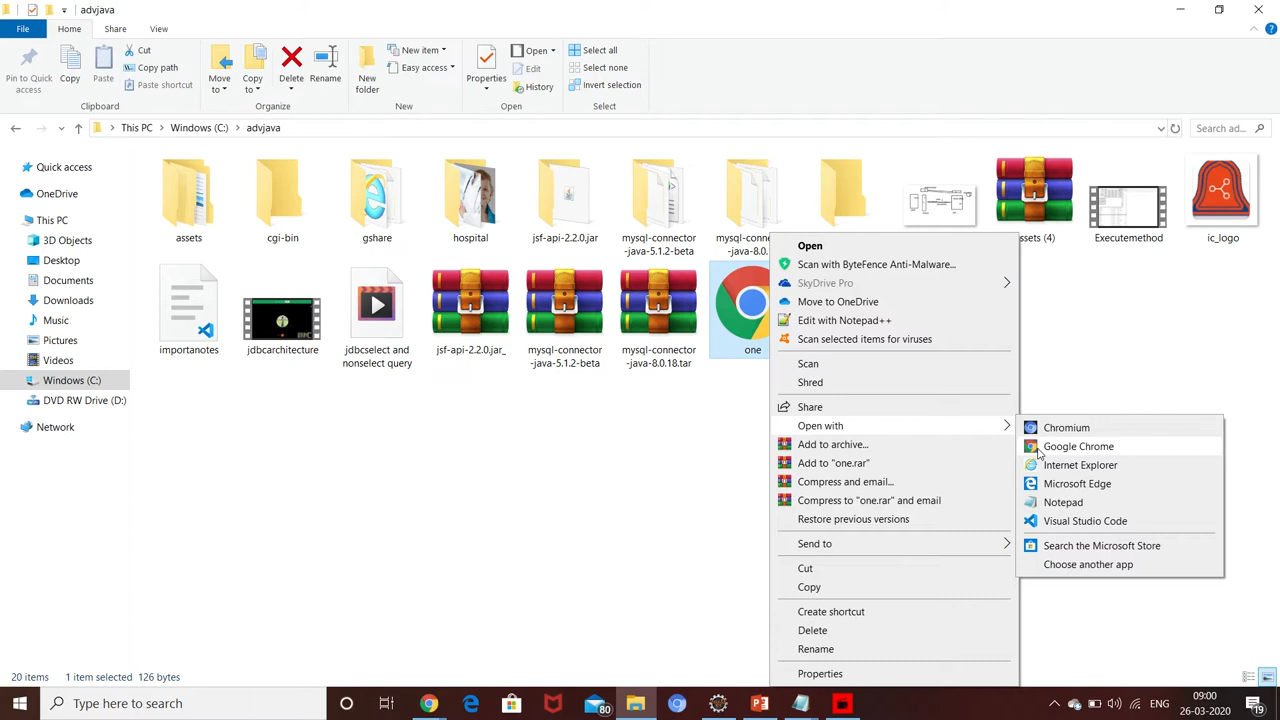 advjava
File
Home
Share
View
Pin to Quick
access
Copy
Paste
Cut
Copy path
Paste shortcut
Clipboard
Move
to
Copy
to
Delete
Rename
Organize
New
folder
New item
Easy access
New
Properties
Open
Edit
History
Open
Select all
Select none
Invert selection
Select
This PC
Windows (C:)
advjava
Search ad...
Quick access
OneDrive
This PC
3D Objects
Desktop
Documents
Downloads
Music
Pictures
Videos
Windows (C:)
DVD RW Drive (D:)
Network
assets
cgi-bin
gshare
hospital
jsf-api-2.2.0.jar
mysql-connector
-java-5.1.2-beta
mysql-connector
-java-8.0.
ssets (4)
Executemethod
ic_logo
importanotes
jdbcarchitecture
jdbcselect and
nonselect query
jsf-api-2.2.0.jar_
mysql-connector
-java-5.1.2-beta
mysql-connector
-java-8.0.18.tar
one
Open
Scan with ByteFence Anti-Malware...
SkyDrive Pro
Move to OneDrive
Edit with Notepad++
Scan selected items for viruses
Scan
Shred
Share
Open with
Add to archive...
Add to "one.rar"
Compress and email...
Compress to "one.rar" and email
Restore previous versions
Send to
Cut
Copy
Create shortcut
Delete
Rename
Properties
Chromium
Google Chrome
Internet Explorer
Microsoft Edge
Notepad
Visual Studio Code
Search the Microsoft Store
Choose another app
20 items
1 item selected 126 bytes
Type here to search
80
ENG
09:00
26-03-2020
19